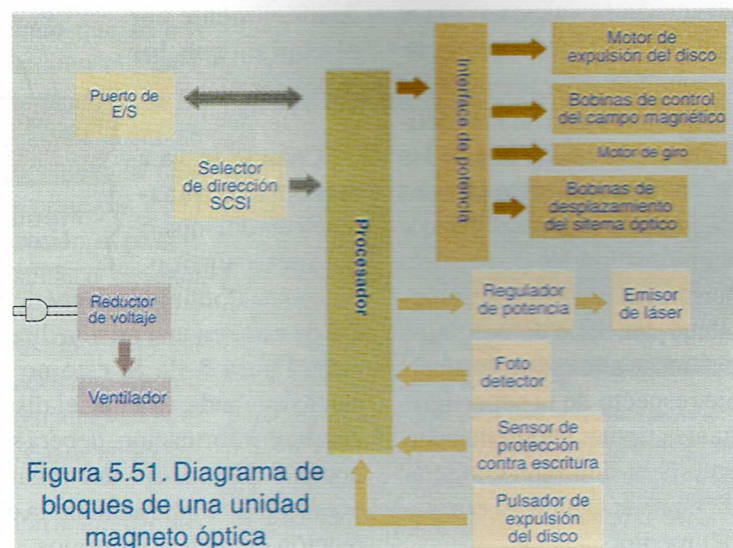 Puerto de
E/S
Selector
de dirección
SCSI
Reductor
de voltaje
Ventilador
Procesador
Interface de potencia
Motor de
expulsión del disco
Bobinas de control
del campo magnético
Motor de giro
Bobinas de
desplazamiento
del sitema óptico
Regulador
de potencia
Emisor
de láser
Foto
detector
Sensor de
protección
contra escritura
Pulsador de
expulsión
del disco
Figura 5.51. Diagrama de
bloques de una unidad
magneto óptica